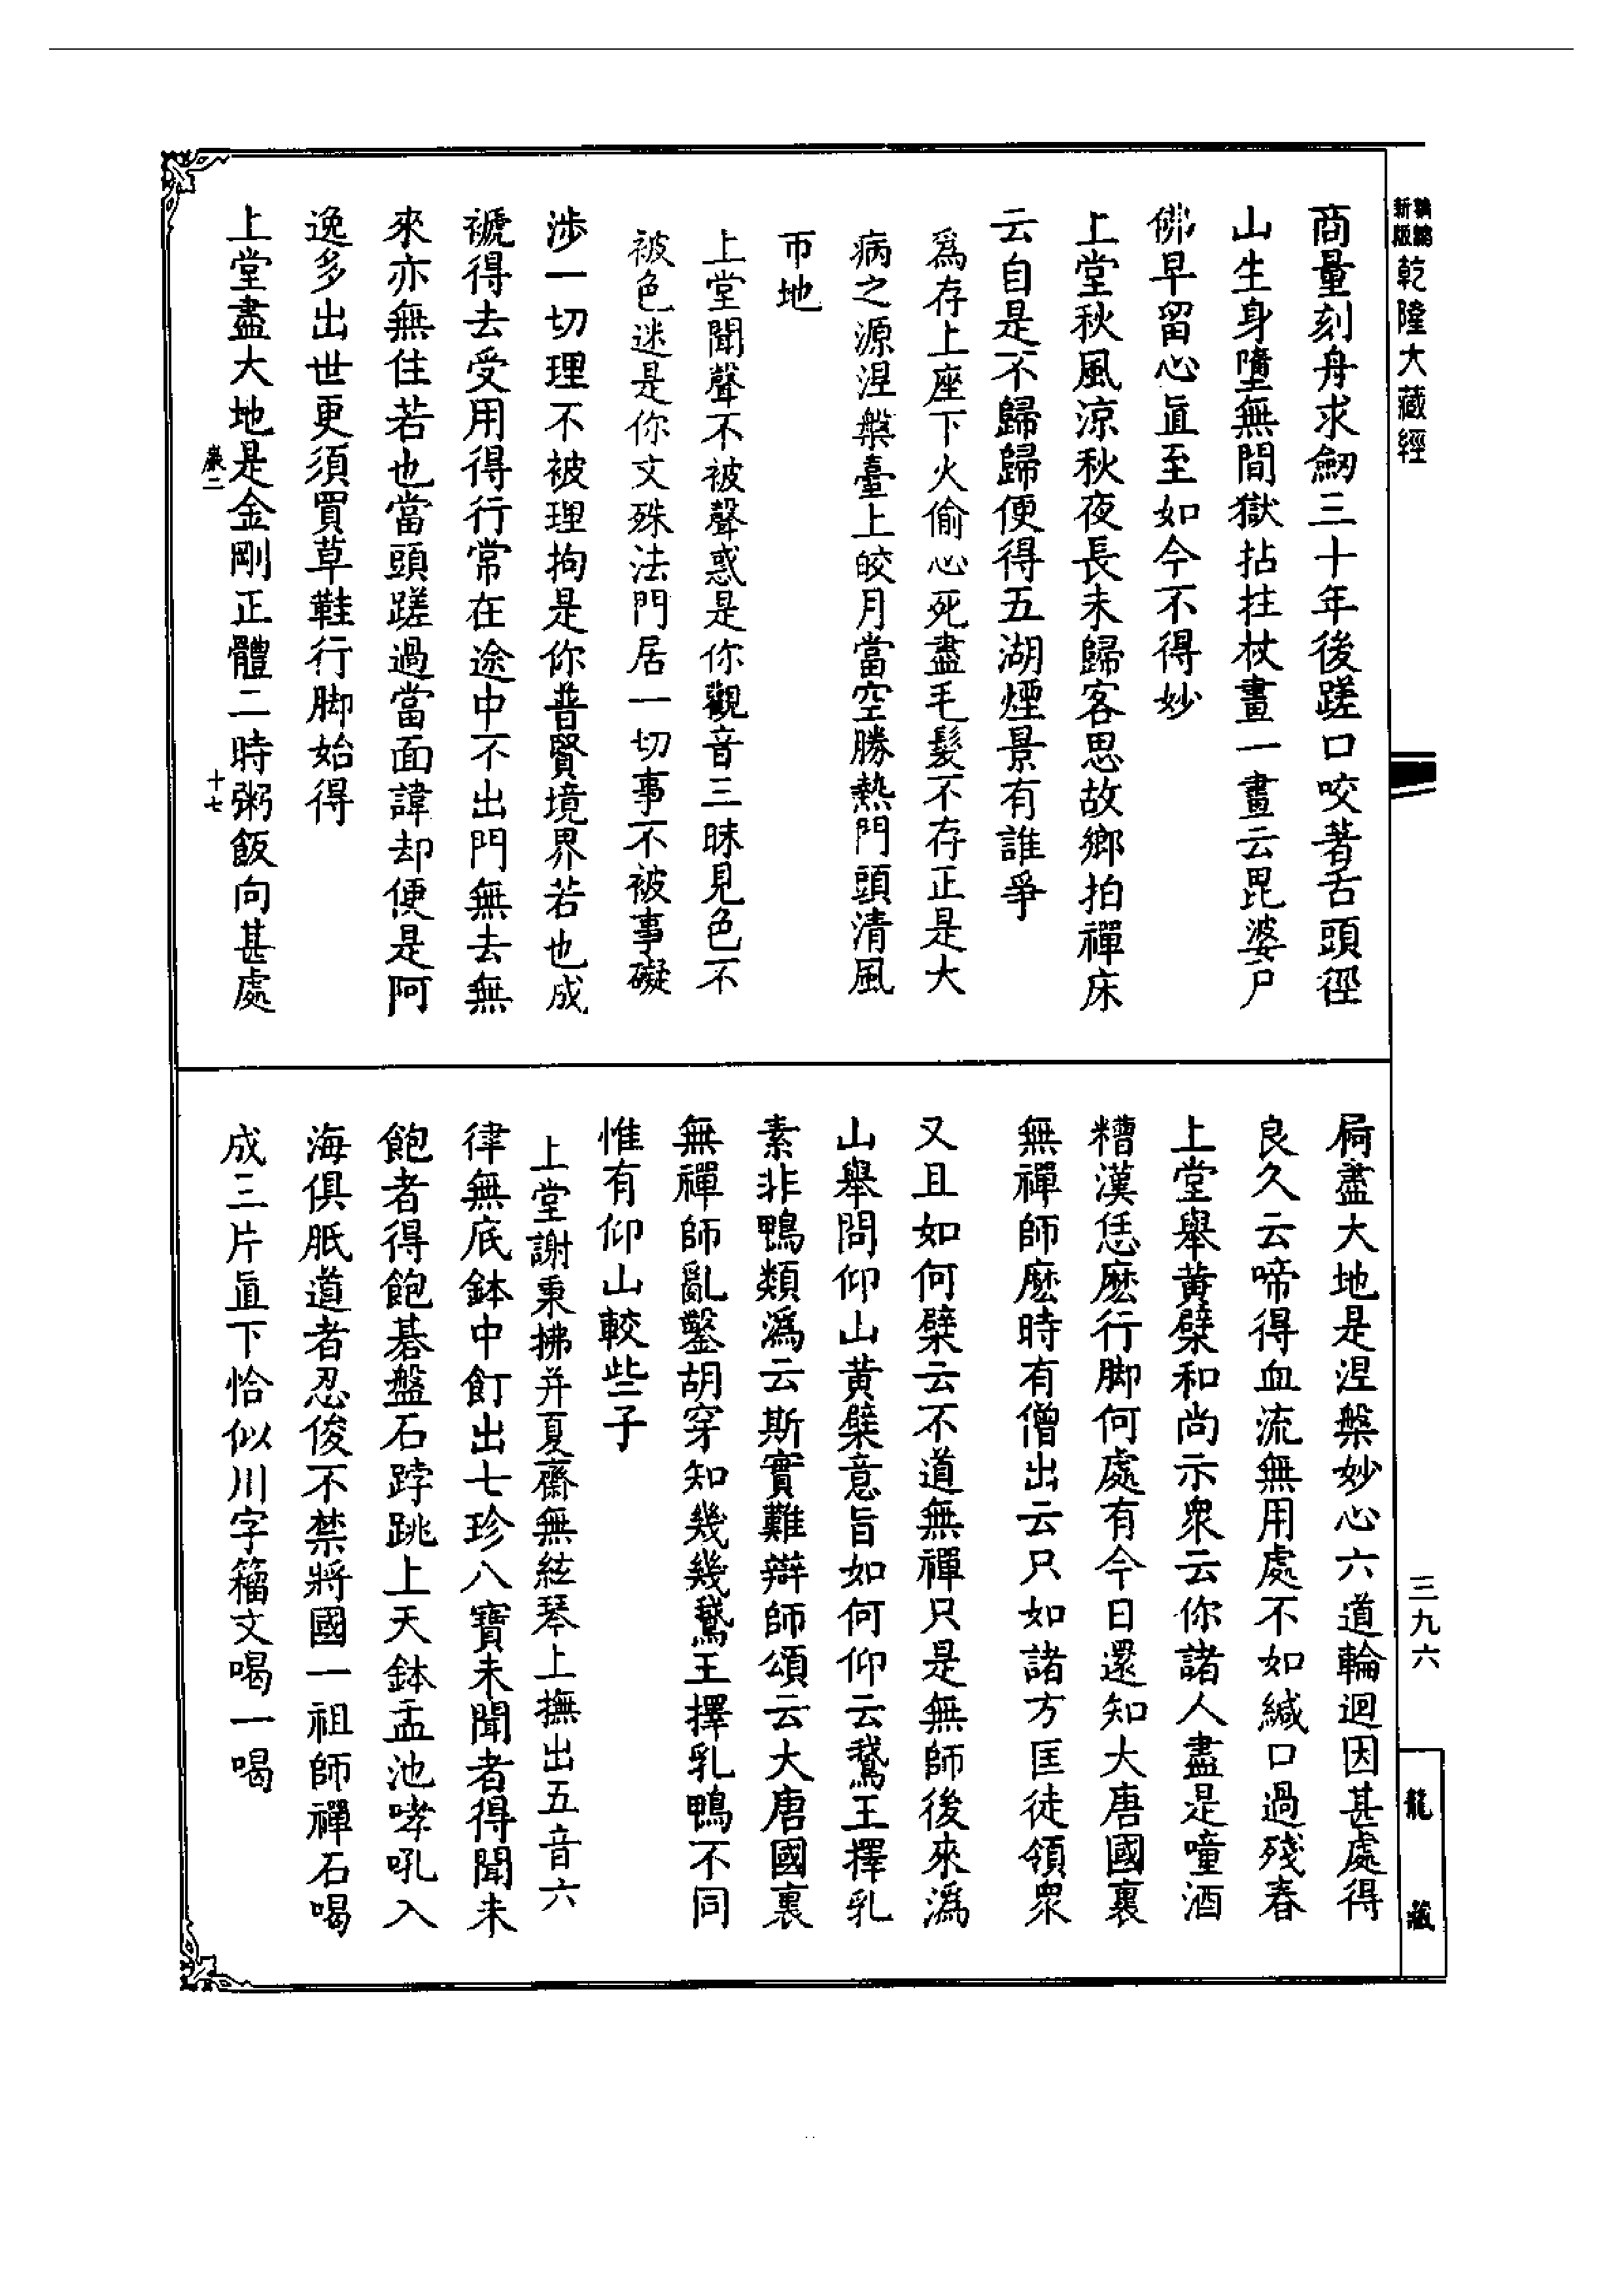 新版
乾隆大藏經
商量刻舟求劒三十年後蹉口咬著舌頭徑
山生身墮無間獄拈拄杖畫一畫云毘婆尸
佛早留心直至如今不得妙
上堂秋風涼秋夜長未歸客思故鄉拍禪床
云自是不歸歸便得五湖煙景有誰爭
爲存上座下火偷心死盡毛髮不存正是大
病之源涅槃臺上皎月當空勝熱門頭清風
帀地
上堂聞聲不被聲惑是你觀音三昧見色不
被色迷是你文殊法門居一切事不被事礙
涉一切理不被理拘是你普賢境界若也成
褫得去受用得行常在途中不出門無去無
來亦無住若也當頭蹉過當面諱却便是阿
逸多出世更須買草鞋行脚始得
上堂盡大地是金剛正體二時粥飯向甚處
巖二
十七
屙盡大地是涅槃妙心六道輪迴因甚處得
良久云啼得血流無用處不如緘口過殘春
上堂舉黄檗和尚示衆云你諸人盡是噇酒
糟漢恁麽行脚何處有今日還知大唐國裏
無禪師麽時有僧出云只如諸方匡徒領衆
又且如何檗云不道無禪只是無師後來潙
山舉問仰山黄檗意旨如何仰云鵞王擇乳
素非鴨類潙云斯實難辯師頌云大唐國裏
無禪師亂鑿胡穿知幾幾鵞王擇乳鴨不同
惟有仰山較些子
上堂謝秉拂并夏齋無絃琴上撫出五音六
律無底鉢中飣出七珍八寶未聞者得聞未
飽者得飽碁盤石踍跳上天鉢盂池哮吼入
海俱胝道者忍俊不禁將國一祖師禪石喝
成三片直下恰似川字籀文喝一喝
三九六
龍藏